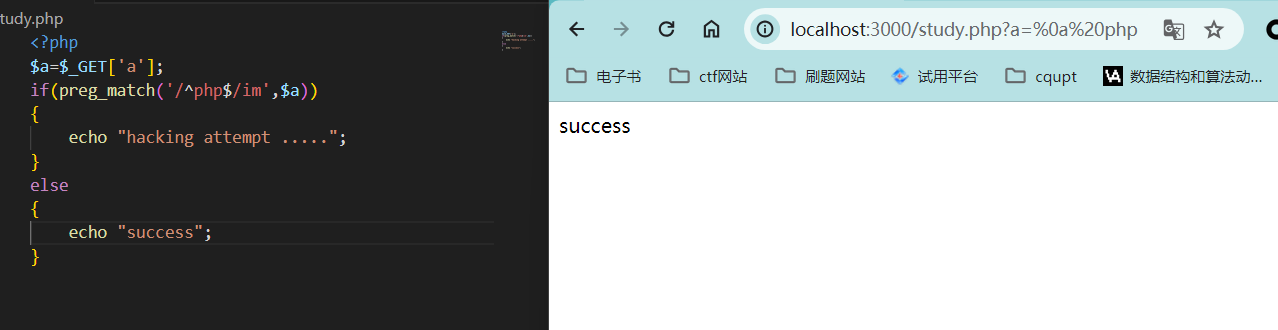 tudy.php
<?php
$a=$_GET['a'];
if(preg_match('/^php$/im',$a))
{
    echo "hacking attempt .....";
}
else
{
    echo "success";
}
localhost:3000/study.php?a=%0a%20php
电子书 ctf网站 刷题网站 试用平台 cqupt 数据结构和算法动...
success